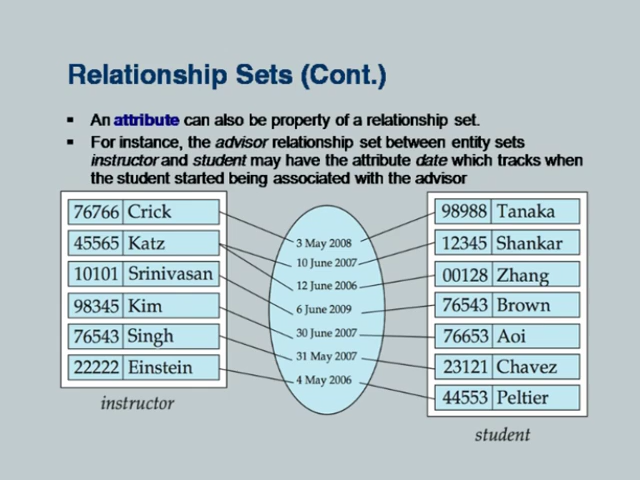 Relationship Sets (Cont.)
An attribute can also be property of a relationship set.
For instance, the advisor relationship set between entity sets
instructor and student may have the attribute date which tracks when
the student started being associated with the advisor
76766 Crick
45565 Katz
10101 Srinivasan
98345 Kim
76543 Singh
22222 Einstein
instructor
3 May 2008
10 June 2007
12 June 2006
6 June 2009
30 June 2007
31 May 2007
4 May 2006
98988 Tanaka
12345 Shankar
00128 Zhang
76543 Brown
76653 Aoi
23121 Chavez
44553 Peltier
student